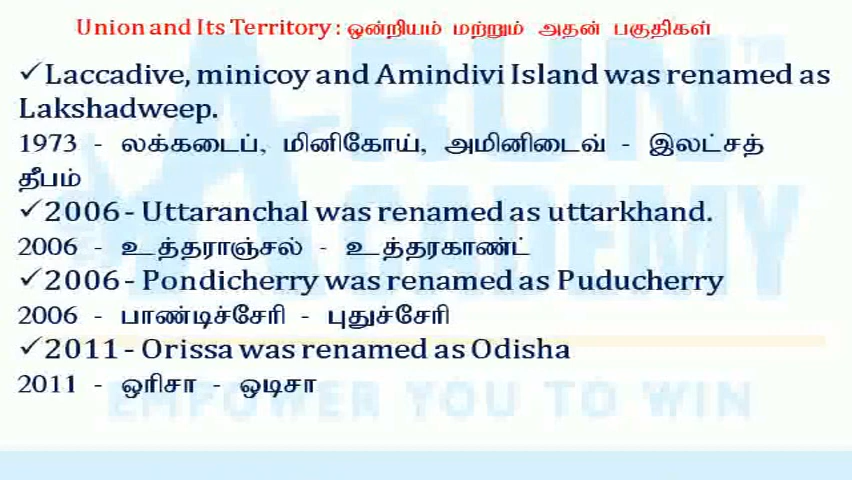 Union and Its Territory : ஒன்றியம் மற்றும் அதன் பகுதிகள்
✓Laccadive, minicoy and Amindivi Island was renamed as
Lakshadweep.
1973 - லக்கடைப், மினிகோய், அமினிடைவ் - இலட்சத்
தீபம்
✓2006 - Uttaranchal was renamed as uttarkhand.
2006 - உத்தராஞ்சல் - உத்தரகாண்ட்
✓2006 - Pondicherry was renamed as Puducherry
2006 - பாண்டிச்சேரி - புதுச்சேரி
✓2011 - Orissa was renamed as Odisha
2011 - ஒரிசா - ஒடிசா
ARUN
ACADEMY
EMPOWER YOU TO WIN
TM